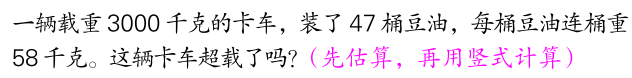 一辆载重 3000 千克的卡车，装了 47 桶豆油，每桶豆油连桶重
58 千克。这辆卡车超载了吗？（先估算，再用竖式计算）